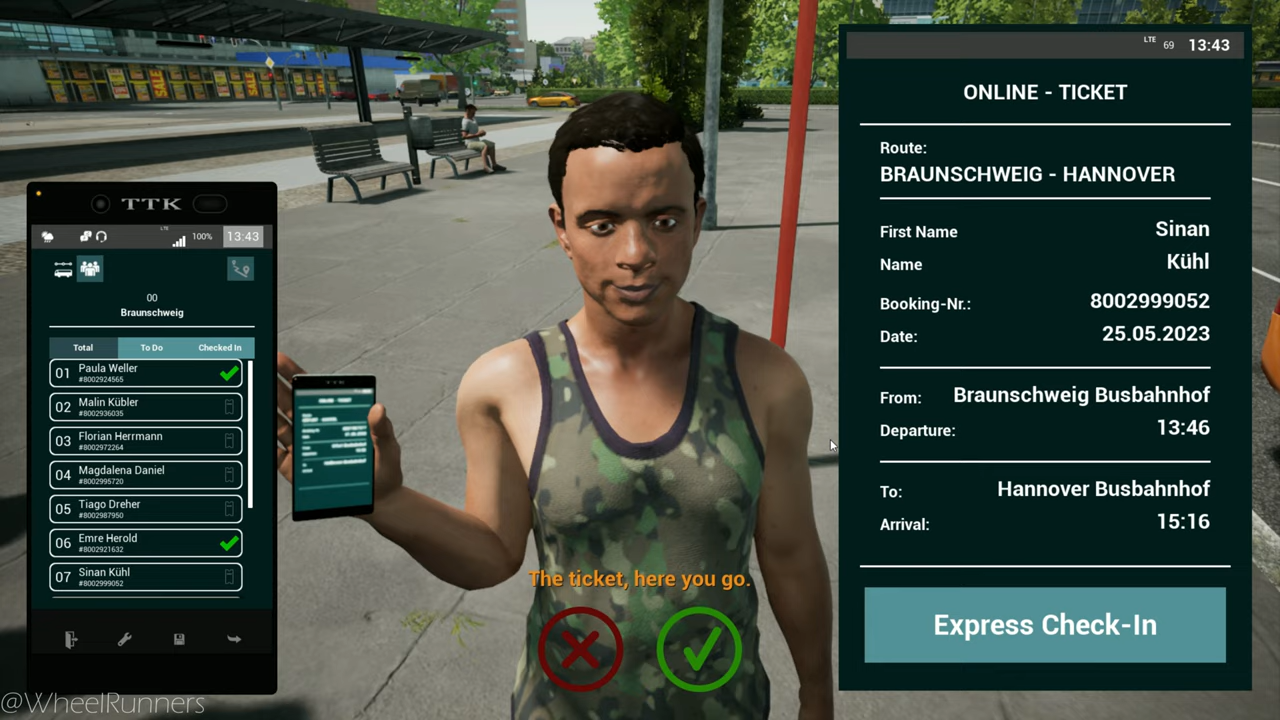 SALE
TTK
LTE
100%
13:43
00
Braunschweig
Total To Do Checked In
01 Paula Weller
#8002924565
02 Malin Kübler
#8002936035
03 Florian Herrmann
#8002972264
04 Magdalena Daniel
#8002995720
05 Tiago Dreher
#8002987950
06 Emre Herold
#8002921632
07 Sinan Kühl
#8002999052
@WheelRunners
ONLINE - TICKET
The ticket, here you go.
LTE 69 13:43
ONLINE - TICKET
Route:
BRAUNSCHWEIG - HANNOVER
First Name Sinan
Name Kühl
Booking-Nr.: 8002999052
Date: 25.05.2023
From: Braunschweig Busbahnhof
Departure: 13:46
To: Hannover Busbahnhof
Arrival: 15:16
Express Check-In